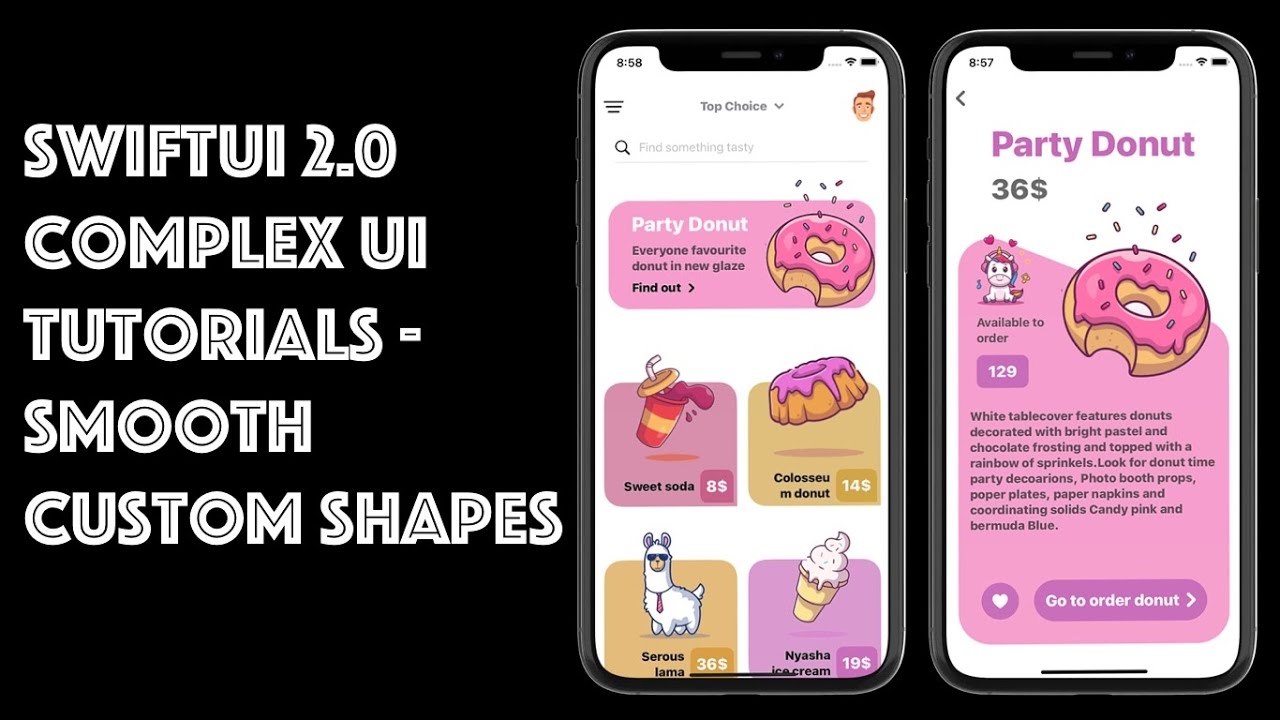 SWIFTUI 2.0
COMPLEX UI
TUTORIALS -
SMOOTH
CUSTOM SHAPES
8:58
Top Choice
Find something tasty
Party Donut
Everyone favourite
donut in new glaze
Find out
Sweet soda
8$
Colosseu
m donut
14$
Serous
lama
36$
Nyasha
ice cream
19$
8:57
Party Donut
36$
Available to
order
129
White tablecover features donuts
decorated with bright pastel and
chocolate frosting and topped with a
rainbow of sprinkels.Look for donut time
party decoarions, Photo booth props,
poper plates, paper napkins and
coordinating solids Candy pink and
bermuda Blue.
Go to order donut